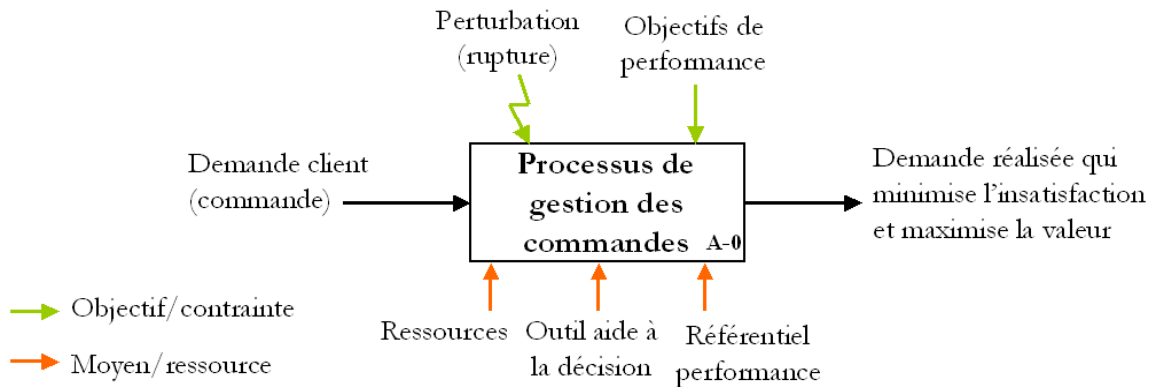 Perturbation
(rupture)
Objectifs de
performance
Demande client
(commande)
Processus de
gestion des
commandes A-0
Demande réalisée qui
minimise l'insatisfaction
et maximise la valeur
Objectif/contrainte
Moyen/ressource
Ressources
Outil aide à
la décision
Référentiel
performance